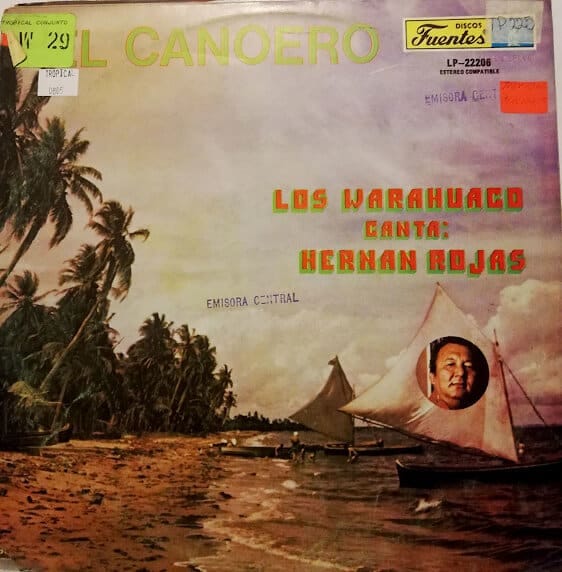 TROPICAL CONJUNTO
29
TROPICAL
0805
EL CANOERO
DISCOS
Fuentes
LP-22206
ESTEREO COMPATIBLE
EMISORA CENT
LOS WARAHUACO
CANTA:
HERNAN ROJAS
EMISORA CENTRAL